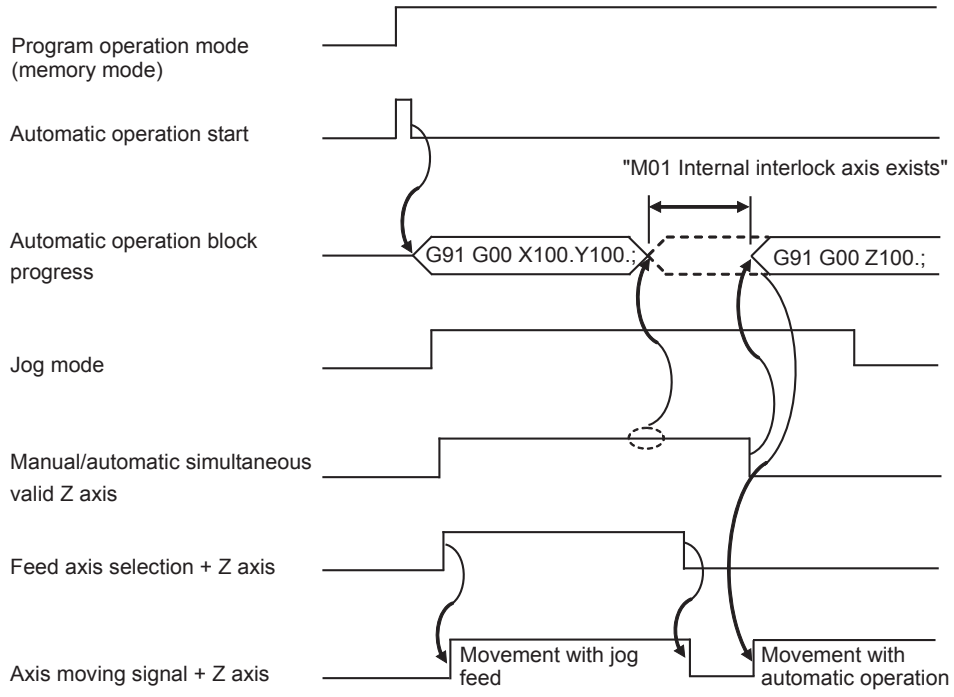 Program operation mode
(memory mode)
Automatic operation start
"M01 Internal interlock axis exists"
Automatic operation block
progress
G91 G00 X100.Y100.;
G91 G00 Z100.;
Jog mode
Manual/automatic simultaneous
valid Z axis
Feed axis selection + Z axis
Axis moving signal + Z axis
Movement with jog
feed
Movement with
automatic operation